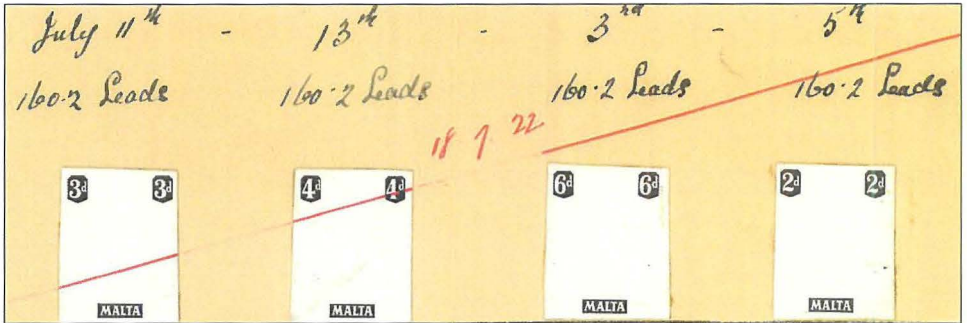 July 11th - 13th - 3rd - 5th
160.2 Leads 160.2 Leads 160.2 Leads 160.2 Leads
18 7 22
3d 3d 4d 4d 6d 6d 2d 2d
MALTA MALTA MALTA MALTA